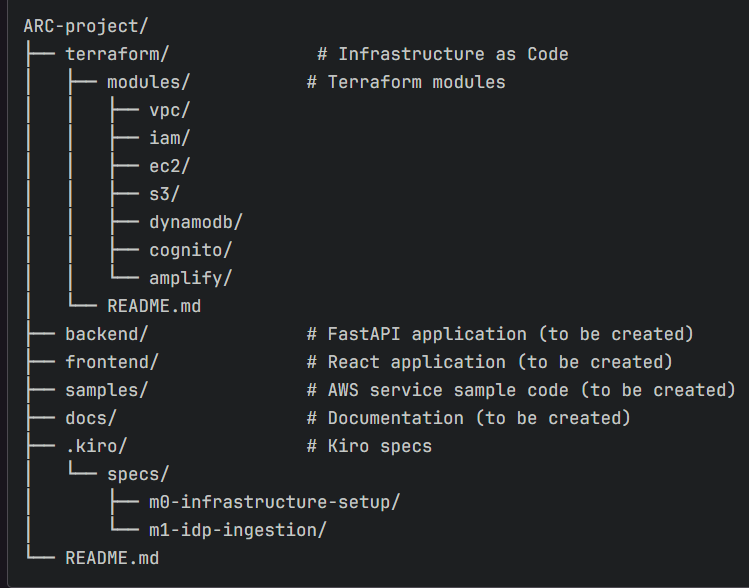 ARC-project/
├── terraform/              # Infrastructure as Code
│   ├── modules/           # Terraform modules
│   │   ├── vpc/
│   │   ├── iam/
│   │   ├── ec2/
│   │   ├── s3/
│   │   ├── dynamodb/
│   │   ├── cognito/
│   │   └── amplify/
│   └── README.md
├── backend/               # FastAPI application (to be created)
├── frontend/              # React application (to be created)
├── samples/               # AWS service sample code (to be created)
├── docs/                  # Documentation (to be created)
├── .kiro/                 # Kiro specs
│   └── specs/
│       ├── m0-infrastructure-setup/
│       └── m1-idp-ingestion/
└── README.md